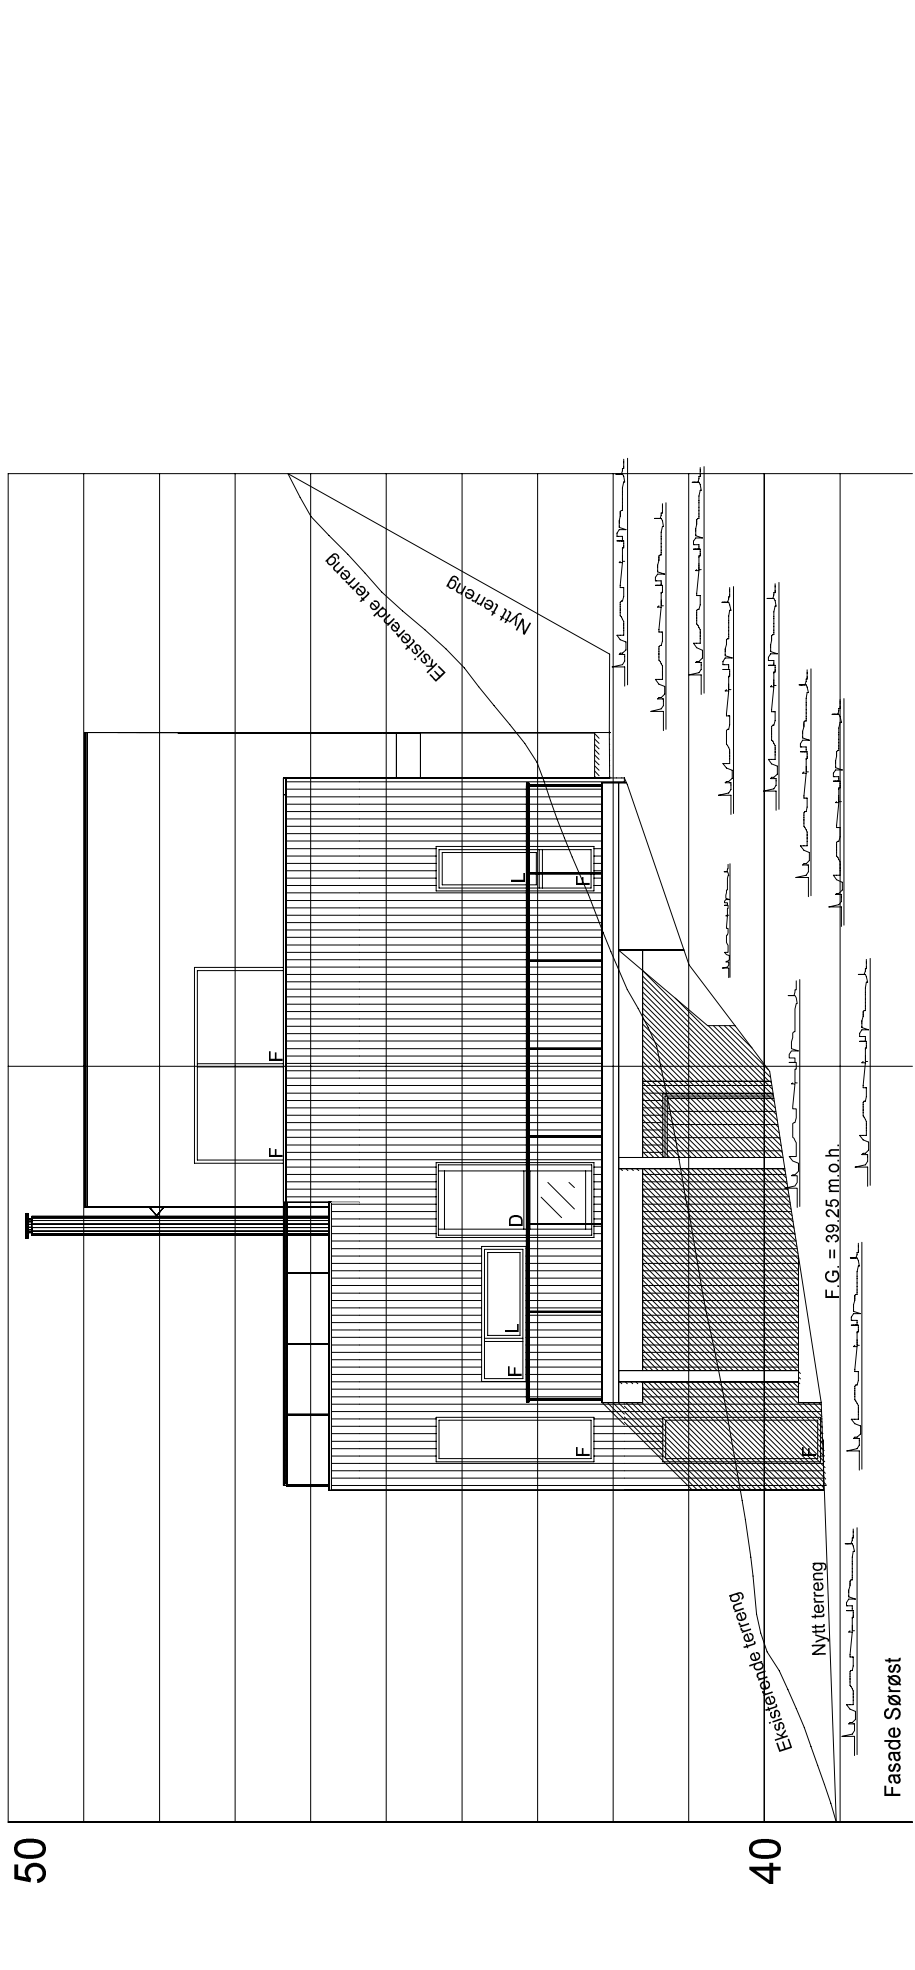 50
Eksisterende terreng
Nytt terreng
L
F
F
F
D
L
F
F
F
F.G. = 39.25 m.o.h.
Eksisterende terreng
Nytt terreng
40
Fasade Sørøst